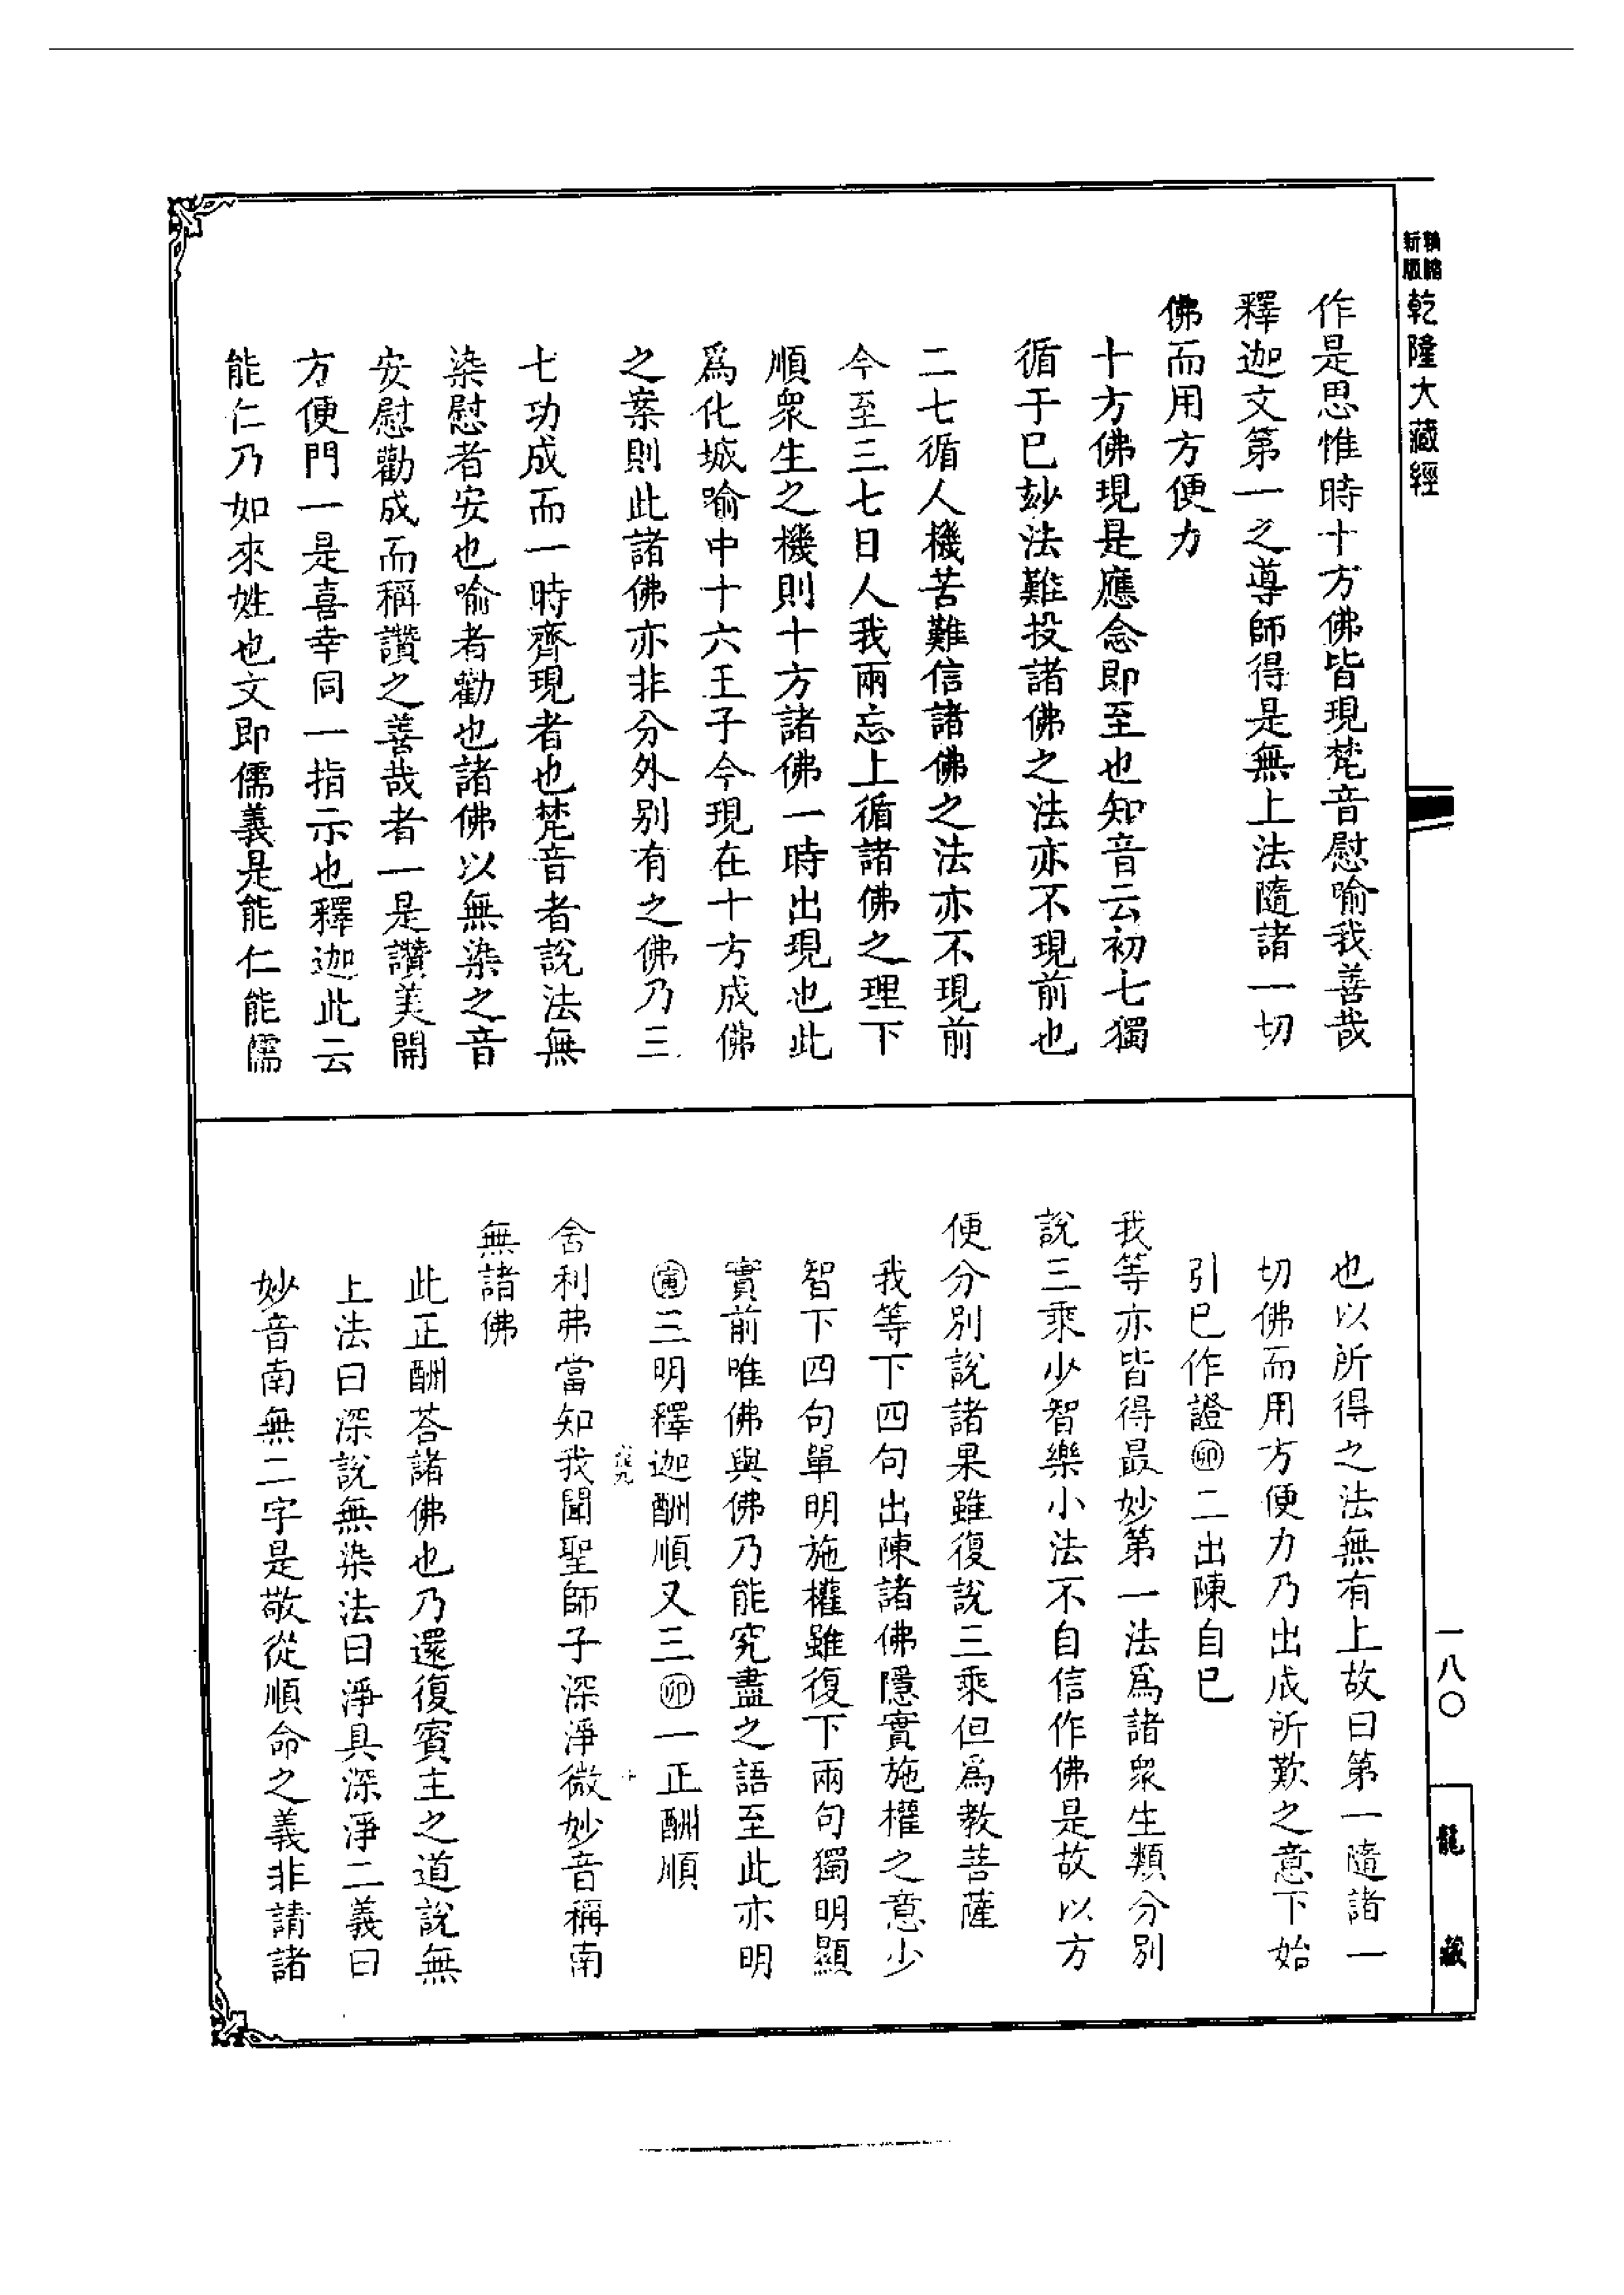 新版
乾隆大藏經
作是思惟時十方佛皆現梵音慰喻我善哉
釋迦文第一之導師得是無上法隨諸一切
佛而用方便力
十方佛現是應念即至也知音云初七獨
循于巳玅法難投諸佛之法亦不現前也
二七循人機苦難信諸佛之法亦不現前
今至三七日人我兩忘上循諸佛之理下
順衆生之機則十方諸佛一時出現也此
爲化城喻中十六王子今現在十方成佛
之案則此諸佛亦非分外别有之佛乃三
七功成而一時齊現者也梵音者說法無
染慰者安也喻者勸也諸佛以無染之音
安慰勸成而稱讚之善哉者一是讚美開
方便門一是喜幸同一指示也釋迦此云
能仁乃如來姓也文即儒義是能仁能儒
也以所得之法無有上故曰第一隨諸一
切佛而用方便力乃出成所歎之意下始
引巳作證㊞二出陳自巳
我等亦皆得最妙第一法爲諸衆生類分別
說三乘少智樂小法不自信作佛是故以方
便分別說諸果雖復說三乘但爲教菩薩
我等下四句出陳諸佛隱實施權之意少
智下四句單明施權雖復下兩句獨明顯
實前唯佛與佛乃能究盡之語至此亦明
寅三明釋迦酬順又三卯一正酬順
舍利弗當知我聞聖師子深淨微妙音稱南
無諸佛
此正酬荅諸佛也乃還復賓主之道說無
上法曰深說無染法曰淨具深淨二義曰
妙音南無二字是敬從順命之義非請諸
一八〇
龍藏